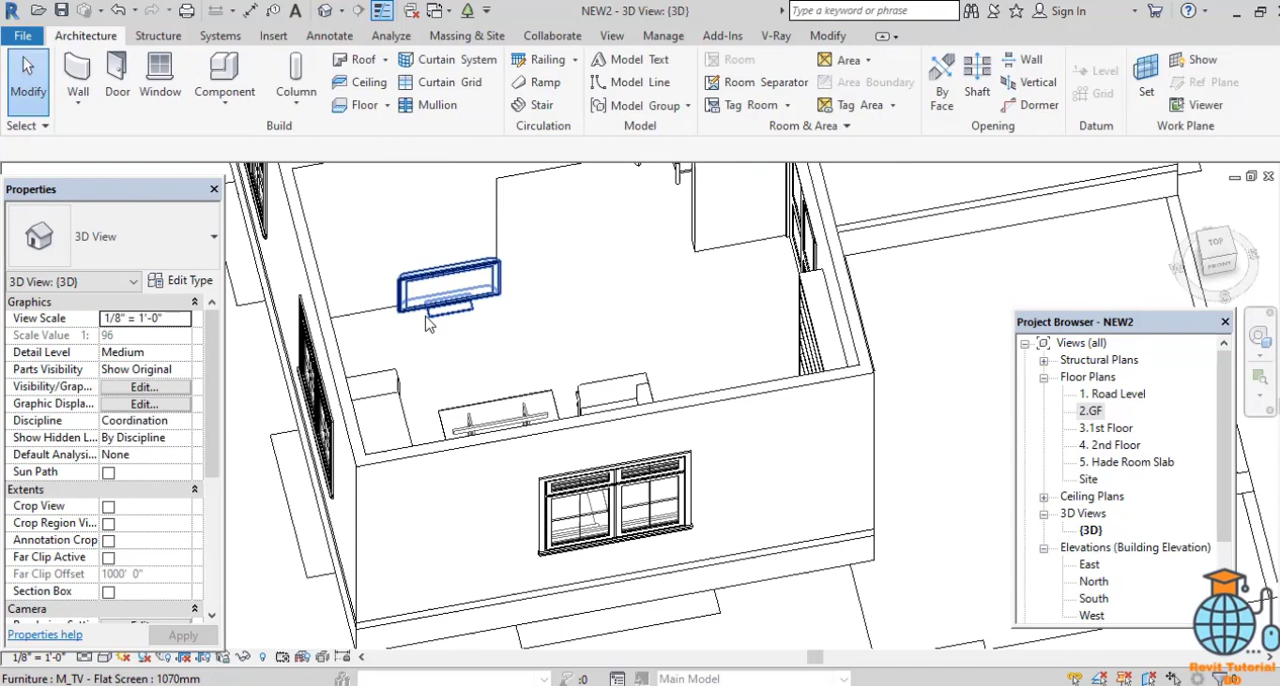 NEW2 - 3D View: {3D}
Type a keyword or phrase
Sign In
File Architecture Structure Systems Insert Annotate Analyze Massing & Site Collaborate View Manage Add-Ins V-Ray Modify
Modify
Wall
Door
Window
Component
Column
Roof
Ceiling
Floor
Curtain System
Curtain Grid
Mullion
Railing
Ramp
Stair
Model Text
Model Line
Model Group
Room
Room Separator
Tag Room
Area
Area Boundary
Tag Area
By Face
Shaft
Wall
Vertical
Dormer
Level
Grid
Set
Show
Ref Plane
Viewer
Select Build Circulation Model Room & Area Opening Datum Work Plane
Properties
3D View
3D View: {3D} Edit Type
Graphics
View Scale 1/8" = 1'-0"
Scale Value 1: 96
Detail Level Medium
Parts Visibility Show Original
Visibility/Grap... Edit...
Graphic Displa... Edit...
Discipline Coordination
Show Hidden L... By Discipline
Default Analysi... None
Sun Path
Extents
Crop View
Crop Region Vi...
Annotation Crop
Far Clip Active
Far Clip Offset 1000' 0"
Section Box
Camera
Properties help Apply
TOP
FRONT
Project Browser - NEW2
Views (all)
Structural Plans
Floor Plans
1. Road Level
2.GF
3.1st Floor
4. 2nd Floor
5. Hade Room Slab
Site
Ceiling Plans
3D Views
{3D}
Elevations (Building Elevation)
East
North
South
West
1/8" = 1'-0"
Furniture : M_TV - Flat Screen : 1070mm
:0
Main Model
Revit_Tutorial
BD